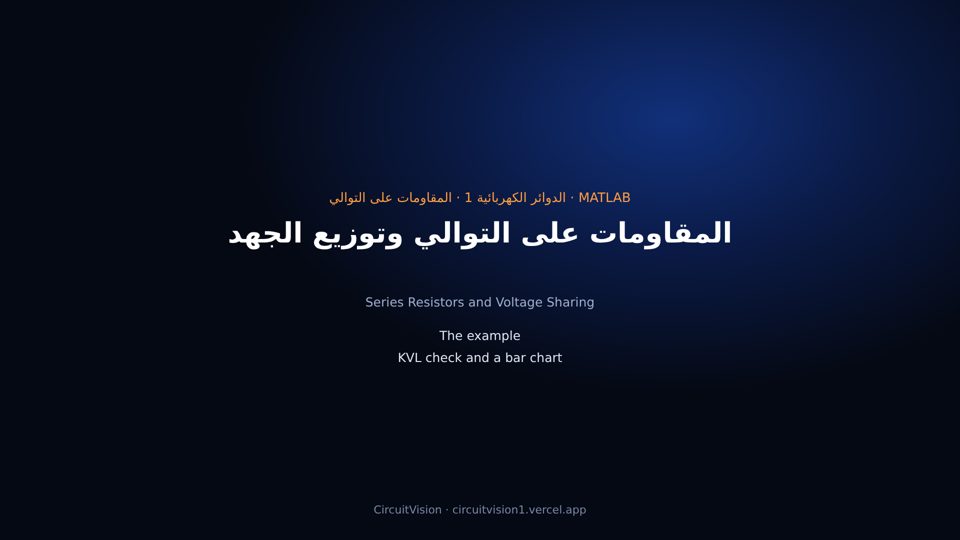 MATLAB · الدوائر الكهربائية 1 · المقاومات على التوالي
المقاومات على التوالي وتوزيع الجهد
Series Resistors and Voltage Sharing
The example
KVL check and a bar chart
CircuitVision · circuitvision1.vercel.app